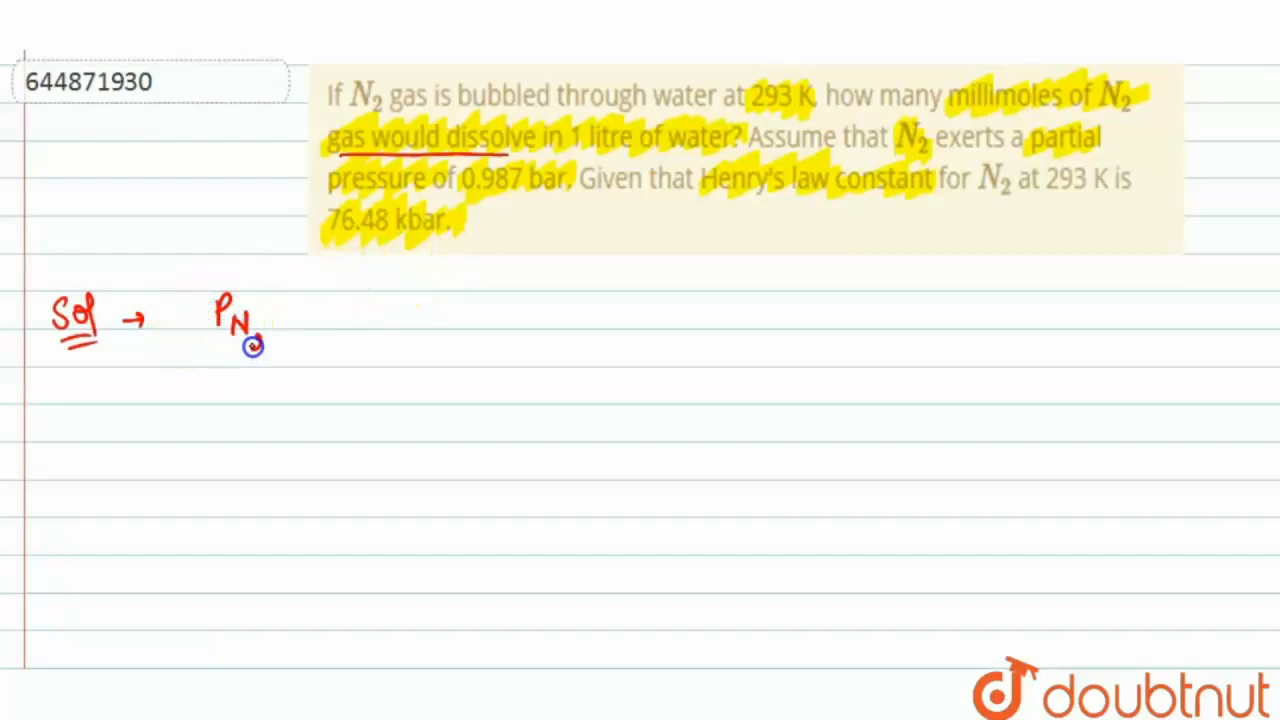 644871930
If N₂ gas is bubbled through water at 293 K, how many millimoles of N₂
gas would dissolve in 1 litre of water? Assume that N₂ exerts a partial
pressure of 0.987 bar. Given that Henry's law constant for N₂ at 293 K is
76.48 kbar.
Sol → P N₂
doubtnut